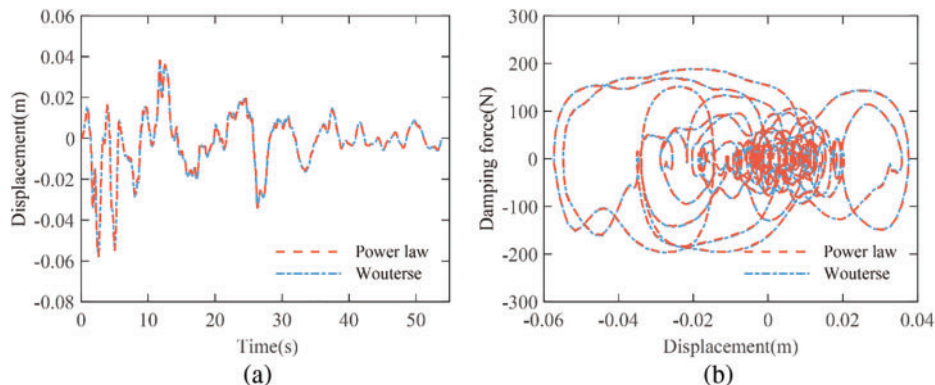 0.06
0.04
0.02
0
-0.02
-0.04
-0.06
-0.08
Displacement(m)
0 10 20 30 40 50
Time(s)
Power law
Wouterse
(a)
300
200
100
0
-100
-200
-300
Damping force(N)
-0.06 -0.04 -0.02 0 0.02 0.04
Displacement(m)
Power law
Wouterse
(b)